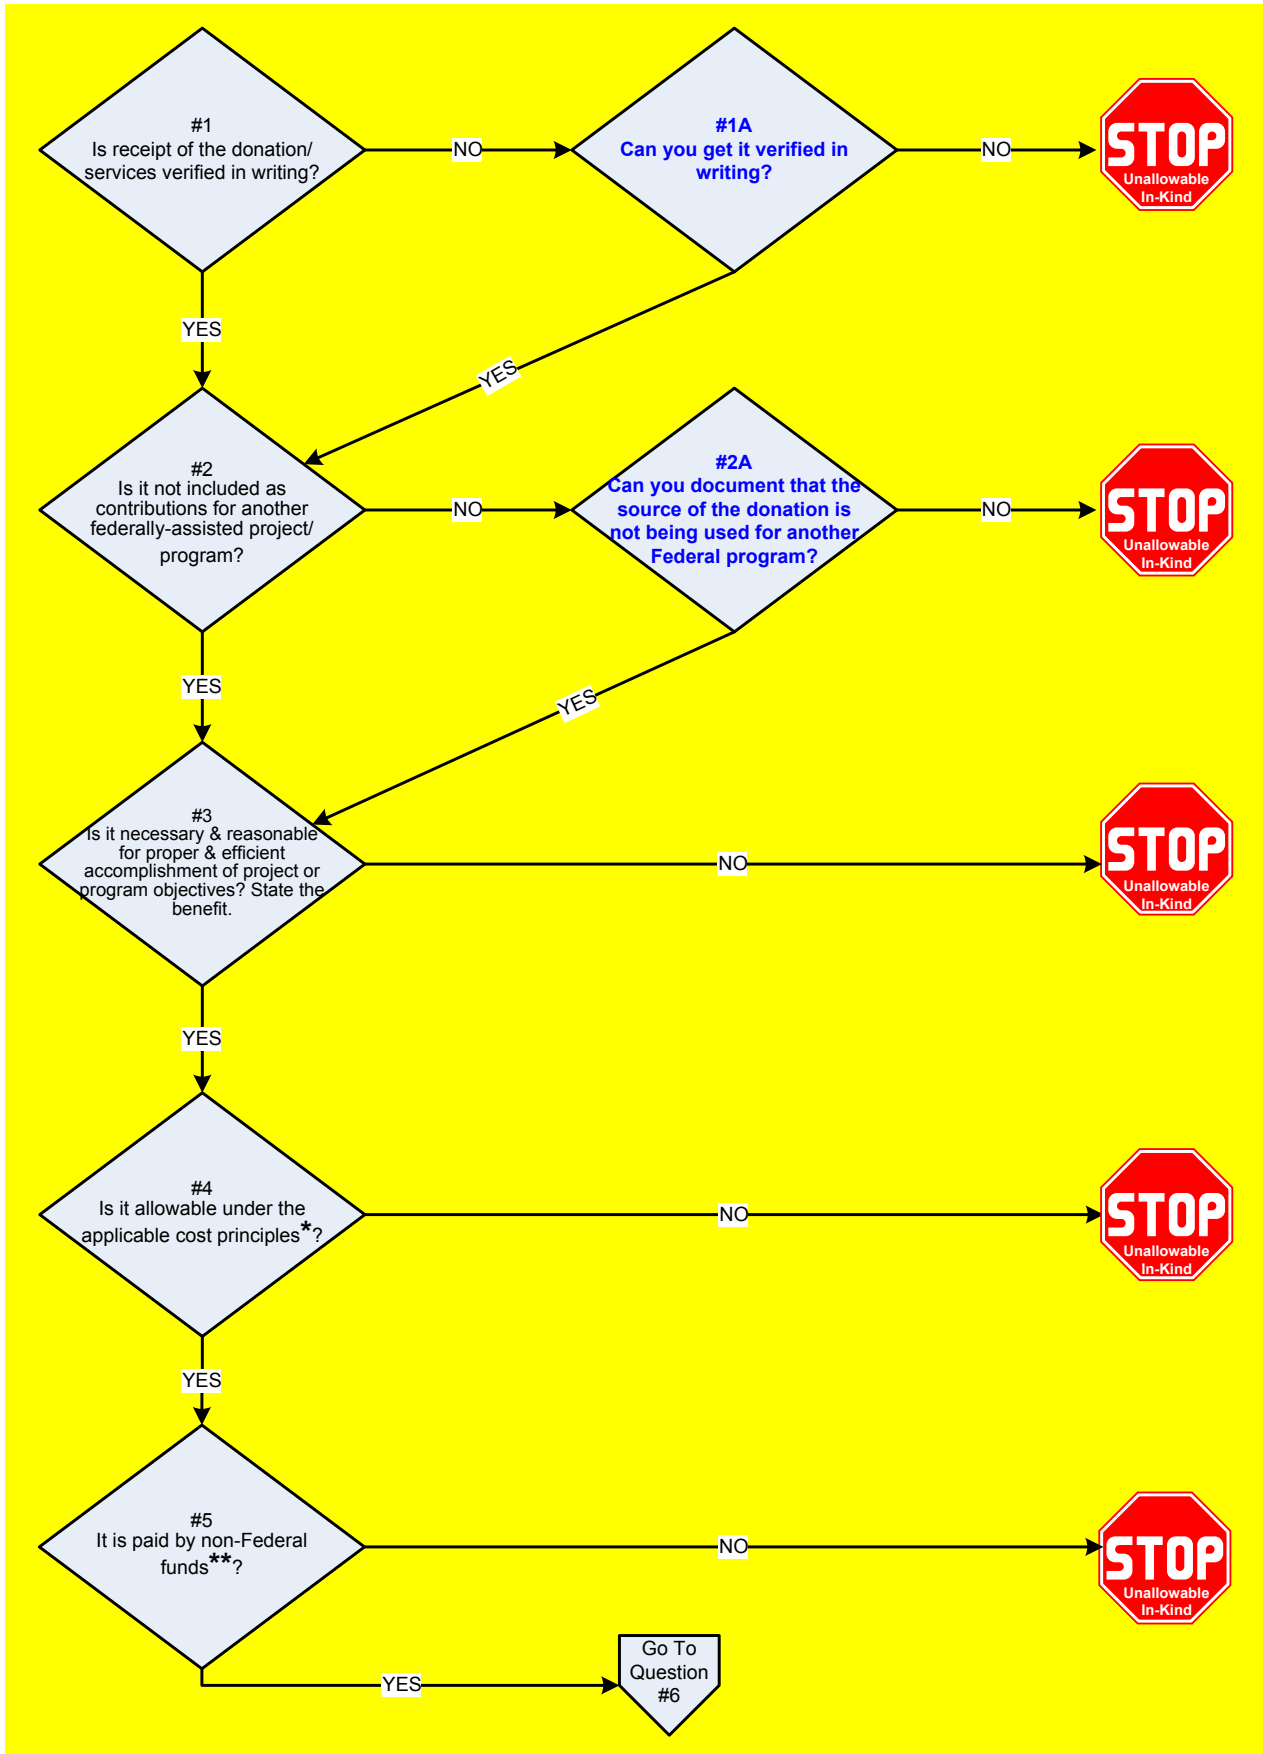 #1
Is receipt of the donation/
services verified in writing?
NO
#1A
Can you get it verified in
writing?
NO
STOP
Unallowable
In-Kind
YES
YES
#2
Is it not included as
contributions for another
federally-assisted project/
program?
NO
#2A
Can you document that the
source of the donation is
not being used for another
Federal program?
NO
STOP
Unallowable
In-Kind
YES
YES
#3
Is it necessary & reasonable
for proper & efficient
accomplishment of project or
program objectives? State the
benefit.
NO
STOP
Unallowable
In-Kind
YES
#4
Is it allowable under the
applicable cost principles*?
NO
STOP
Unallowable
In-Kind
YES
#5
It is paid by non-Federal
funds**?
NO
STOP
Unallowable
In-Kind
YES
Go To
Question
#6